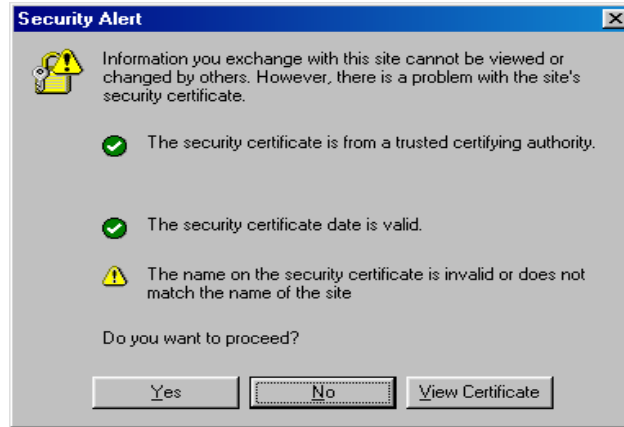 Security Alert
Information you exchange with this site cannot be viewed or
changed by others. However, there is a problem with the site's
security certificate.
The security certificate is from a trusted certifying authority.
The security certificate date is valid.
The name on the security certificate is invalid or does not
match the name of the site
Do you want to proceed?
Yes No View Certificate